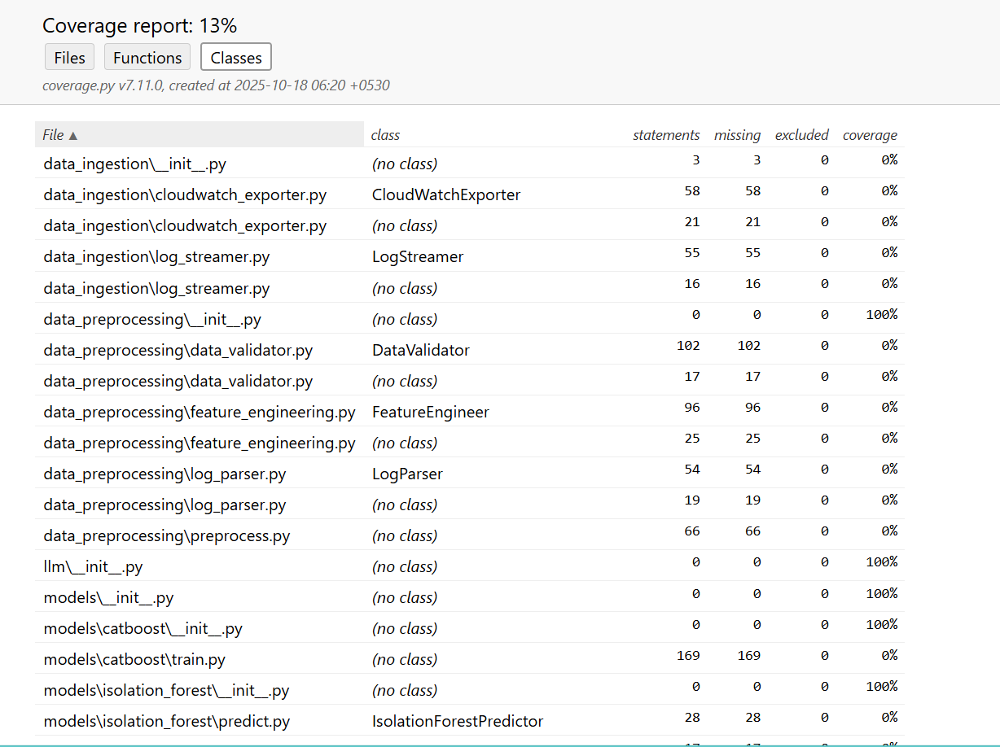 Coverage report: 13%
Files Functions Classes
coverage.py v7.11.0, created at 2025-10-18 06:20 +0530
File ▲ class statements missing excluded coverage
data_ingestion\__init__.py (no class) 3 3 0 0%
data_ingestion\cloudwatch_exporter.py CloudWatchExporter 58 58 0 0%
data_ingestion\cloudwatch_exporter.py (no class) 21 21 0 0%
data_ingestion\log_streamer.py LogStreamer 55 55 0 0%
data_ingestion\log_streamer.py (no class) 16 16 0 0%
data_preprocessing\__init__.py (no class) 0 0 0 100%
data_preprocessing\data_validator.py DataValidator 102 102 0 0%
data_preprocessing\data_validator.py (no class) 17 17 0 0%
data_preprocessing\feature_engineering.py FeatureEngineer 96 96 0 0%
data_preprocessing\feature_engineering.py (no class) 25 25 0 0%
data_preprocessing\log_parser.py LogParser 54 54 0 0%
data_preprocessing\log_parser.py (no class) 19 19 0 0%
data_preprocessing\preprocess.py (no class) 66 66 0 0%
llm\__init__.py (no class) 0 0 0 100%
models\__init__.py (no class) 0 0 0 100%
models\catboost\__init__.py (no class) 0 0 0 100%
models\catboost\train.py (no class) 169 169 0 0%
models\isolation_forest\__init__.py (no class) 0 0 0 100%
models\isolation_forest\predict.py IsolationForestPredictor 28 28 0 0%